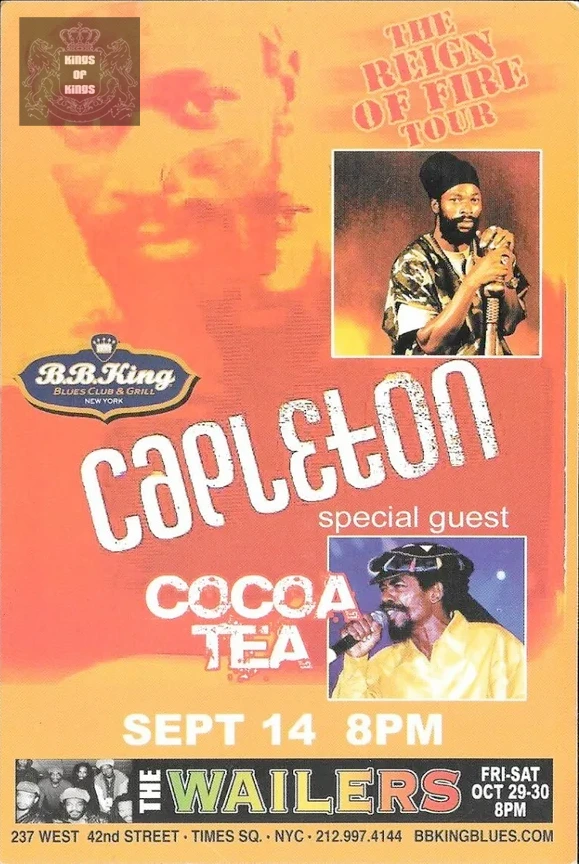 KINGS
OF
KINGS
THE
REIGN
OF FIRE
TOUR
B.B. King
BLUES CLUB & GRILL
NEW YORK
CAPLETON
special guest
COCOA
TEA
SEPT 14 8PM
THE WAILERS
FRI-SAT
OCT 29-30
8PM
237 WEST 42nd STREET · TIMES SQ. · NYC · 212.997.4144 BBKINGBLUES.COM